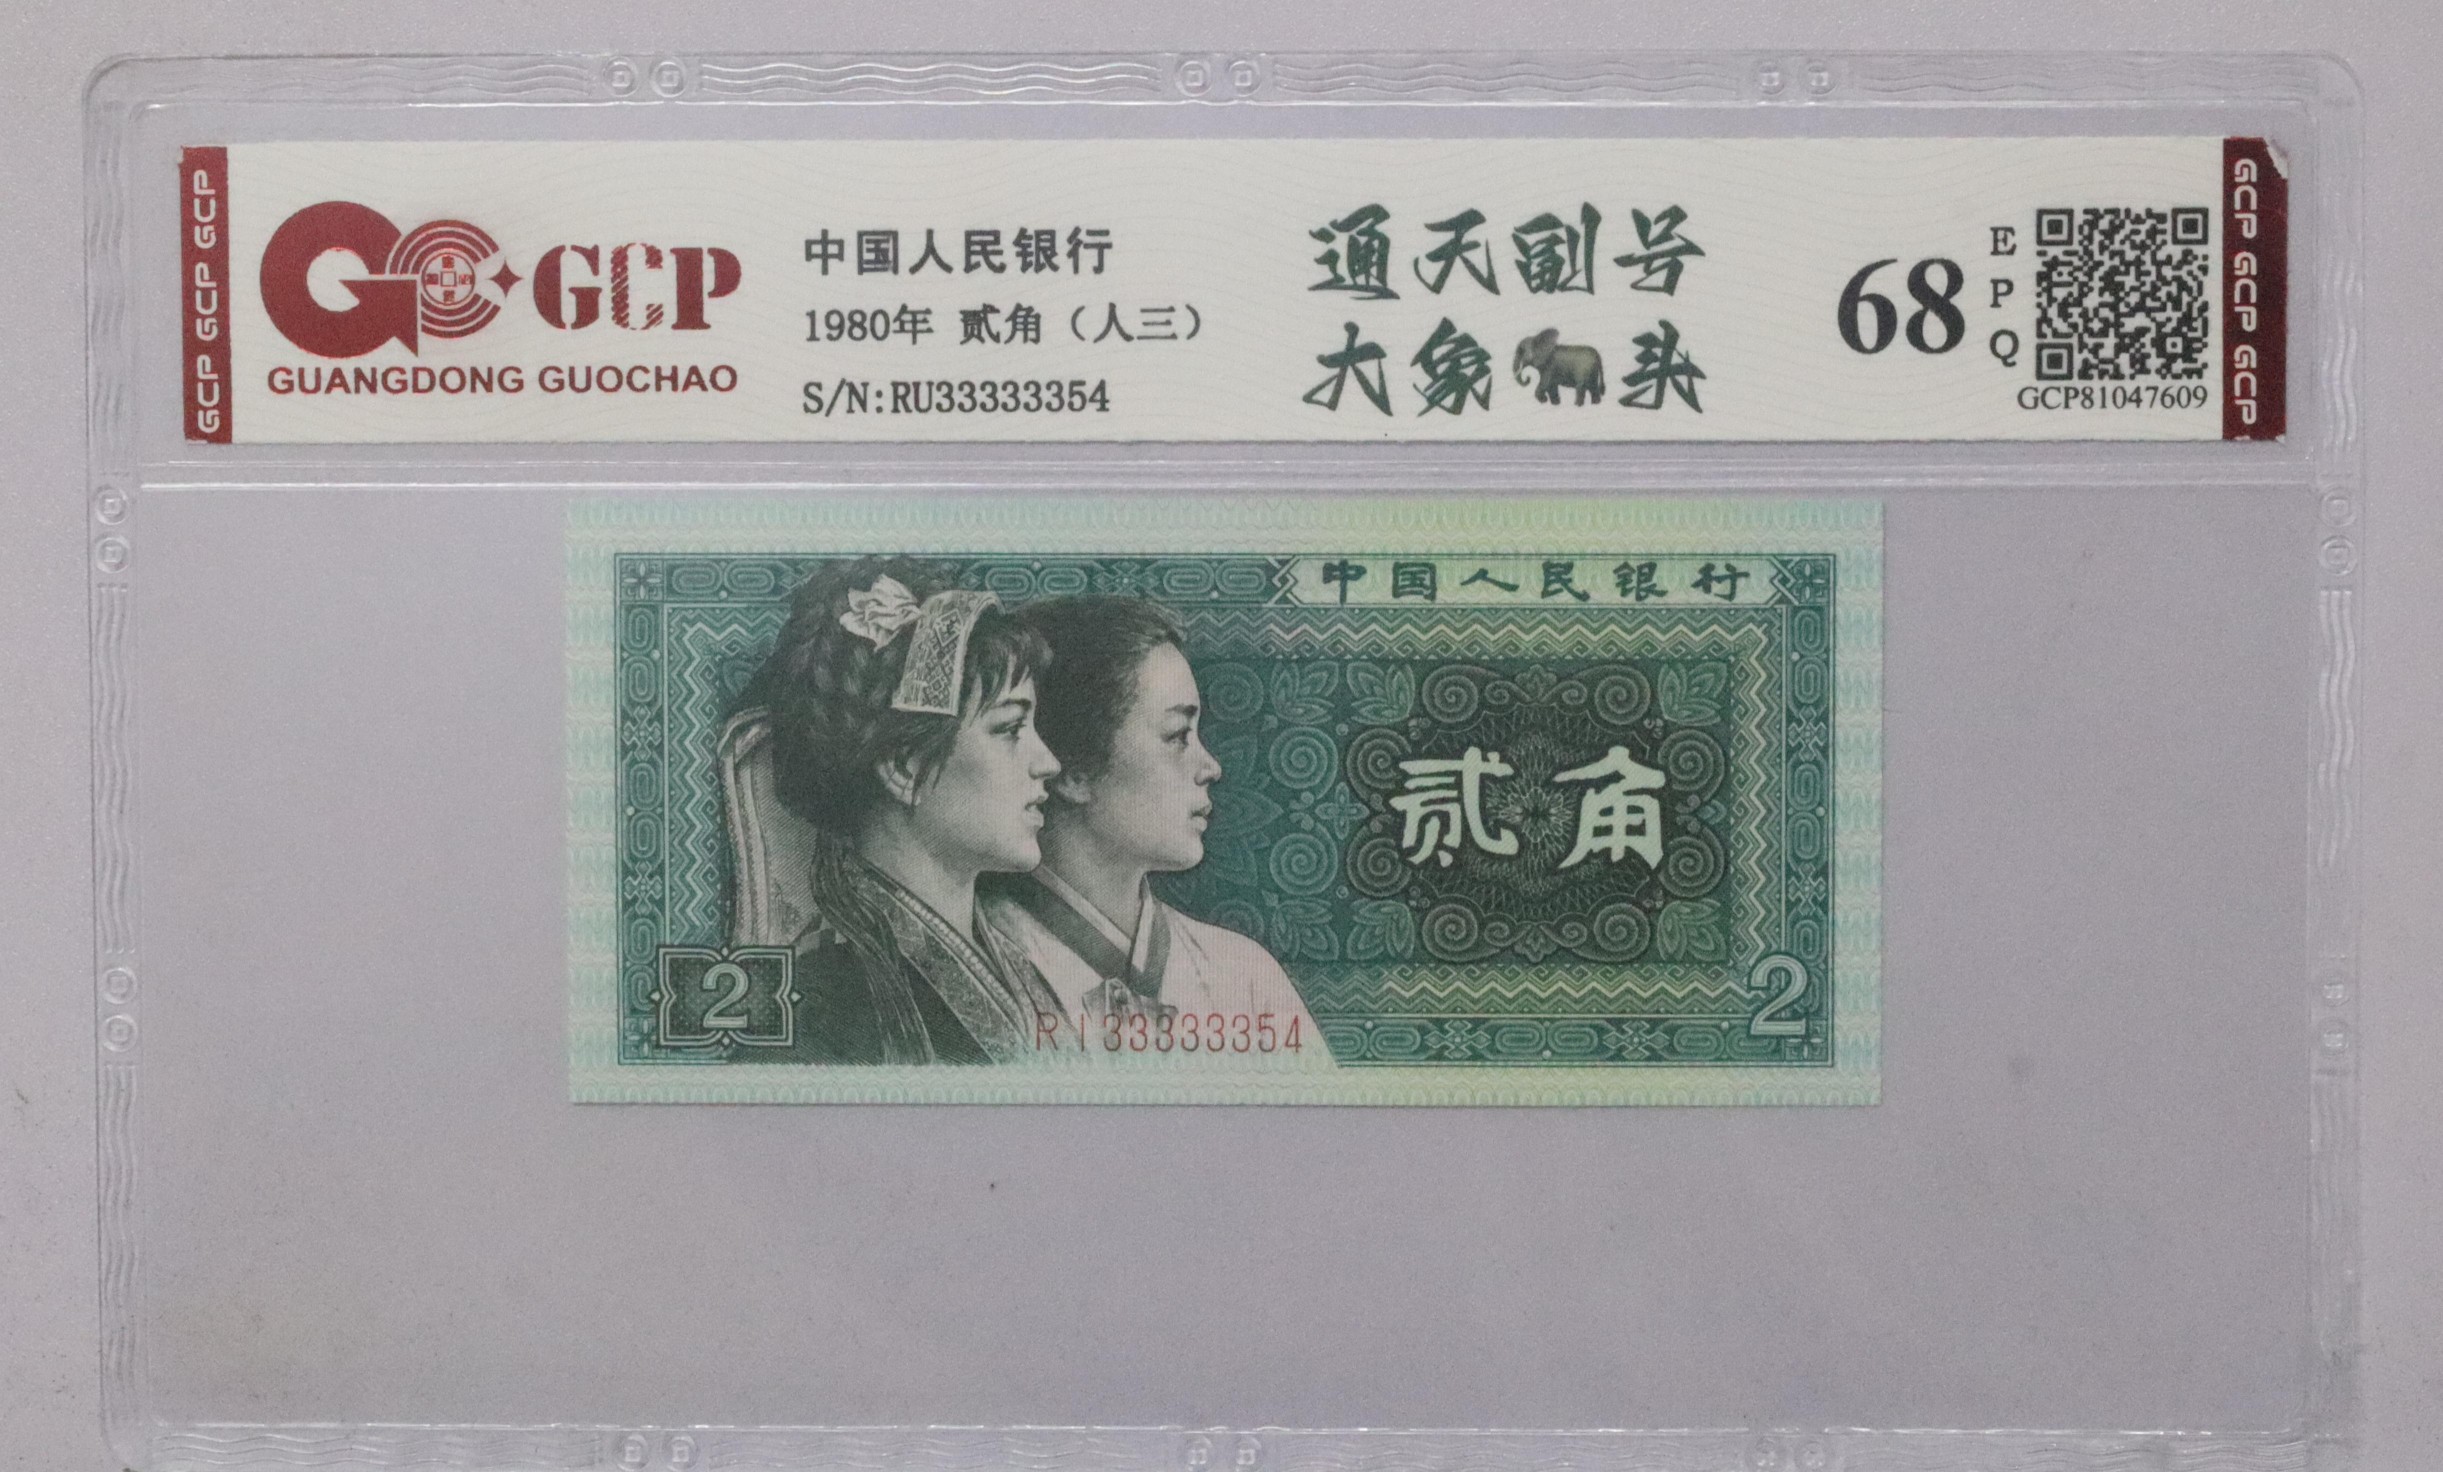 GCP GCP GCP
GCP
GUANGDONG GUOCHAO
中国人民银行
1980年 贰角（人三）
S/N:RU33333354
通天副号
大象🐘头
68
EPQ
GCP81047609
GCP GCP GCP
中国人民银行
贰角
2
RI33333354
2